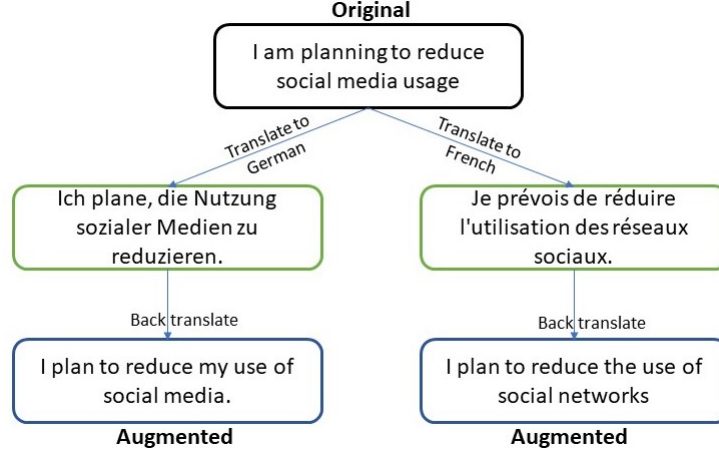 Original
I am planning to reduce
social media usage
Translate to
German
Translate to
French
Ich plane, die Nutzung
sozialer Medien zu
reduzieren.
Je prévois de réduire
l'utilisation des réseaux
sociaux.
Back translate
Back translate
I plan to reduce my use of
social media.
I plan to reduce the use of
social networks
Augmented
Augmented